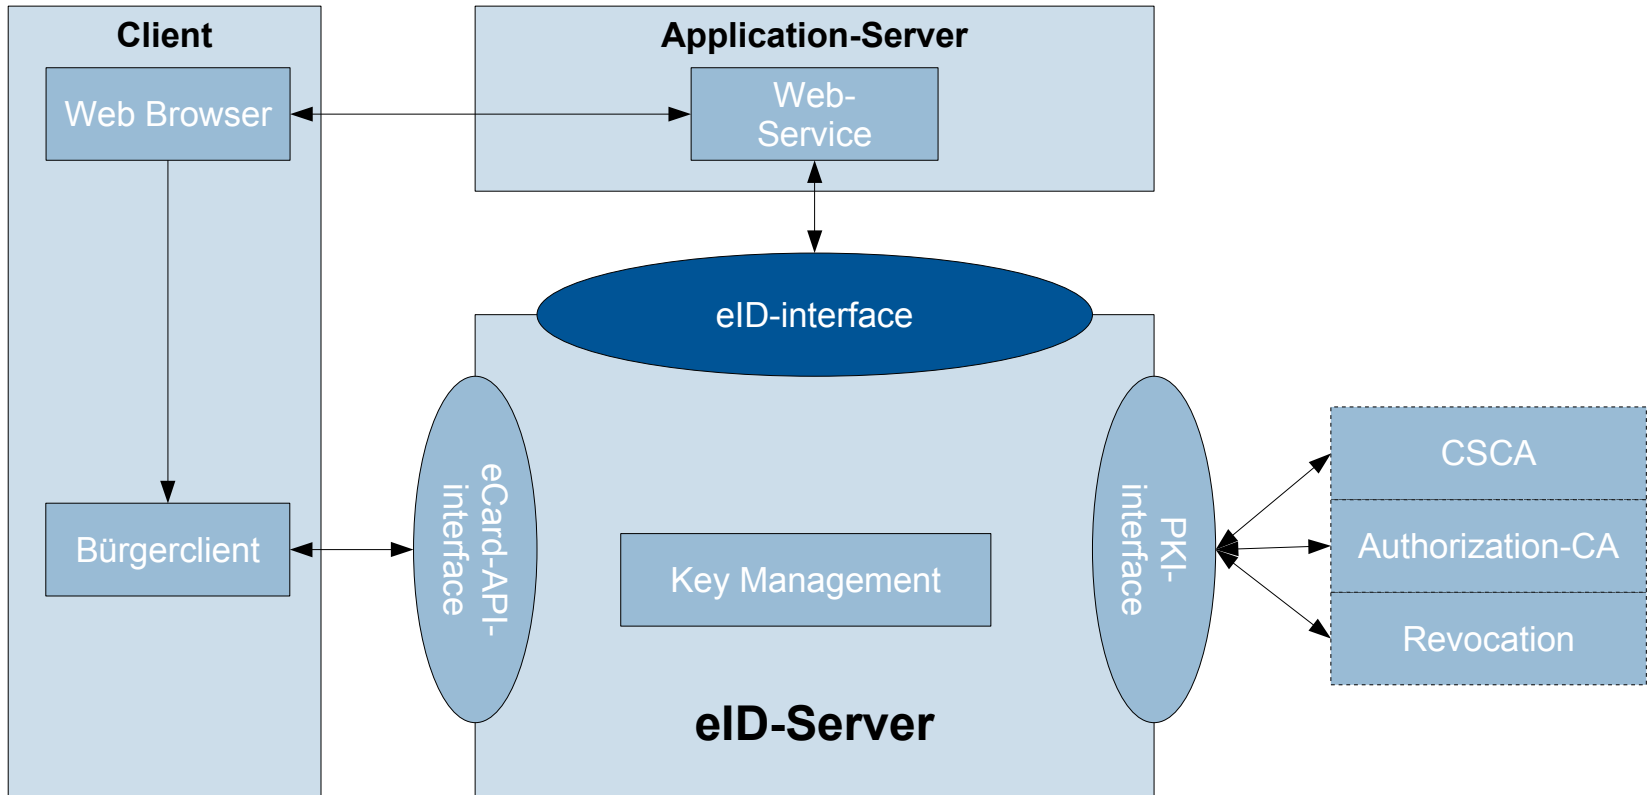 Client
Application-Server
Web Browser
Web-
Service
eID-interface
Bürgerclient
eCard-API-
interface
Key Management
PKI-
interface
CSCA
Authorization-CA
Revocation
eID-Server